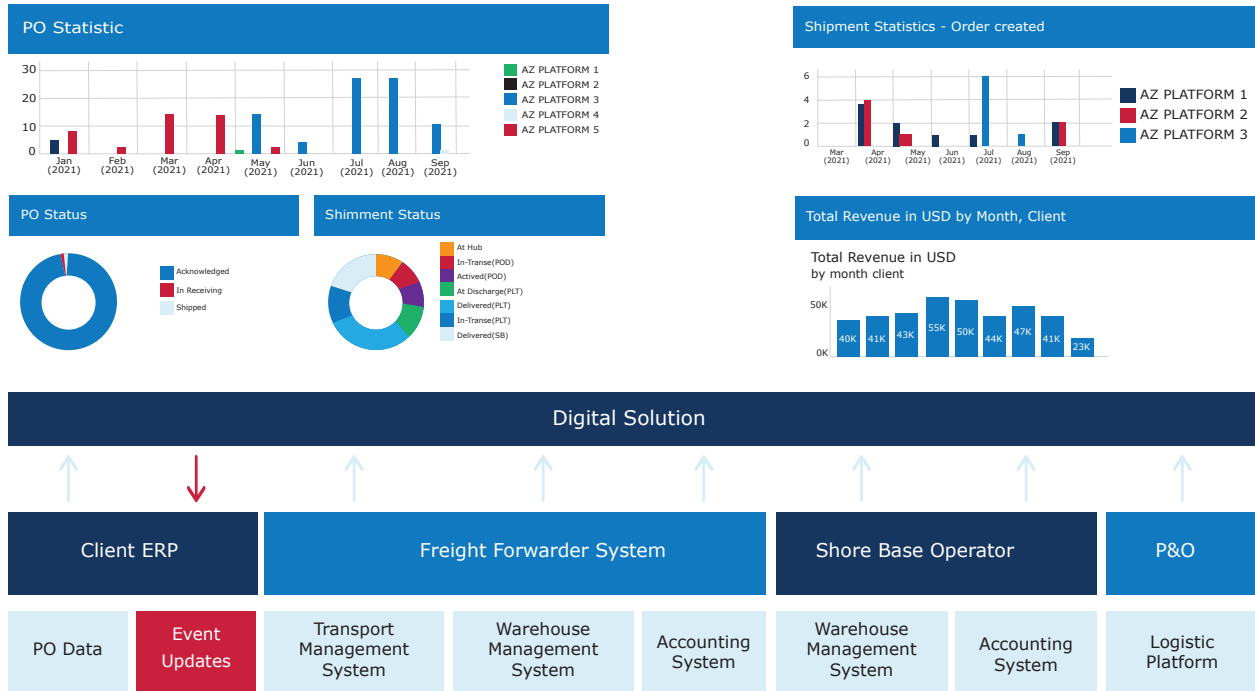 PO Statistic
30
20
10
0
Jan
(2021)
Feb
(2021)
Mar
(2021)
Apr
(2021)
May
(2021)
Jun
(2021)
Jul
(2021)
Aug
(2021)
Sep
(2021)
AZ PLATFORM 1
AZ PLATFORM 2
AZ PLATFORM 3
AZ PLATFORM 4
AZ PLATFORM 5
Shipment Statistics - Order created
6
4
2
0
Mar
(2021)
Apr
(2021)
May
(2021)
Jun
(2021)
Jul
(2021)
Aug
(2021)
Sep
(2021)
AZ PLATFORM 1
AZ PLATFORM 2
AZ PLATFORM 3
PO Status
Acknowledged
In Receiving
Shipped
Shimment Status
At Hub
In-Transe(POD)
Actived(POD)
At Discharge(PLT)
Delivered(PLT)
In-Transe(PLT)
Delivered(SB)
Total Revenue in USD by Month, Client
Total Revenue in USD
by month client
50K
0K
40K
41K
43K
55K
50K
44K
47K
41K
23K
Digital Solution
Client ERP
Freight Forwarder System
Shore Base Operator
P&O
PO Data
Event
Updates
Transport
Management
System
Warehouse
Management
System
Accounting
System
Warehouse
Management
System
Accounting
System
Logistic
Platform